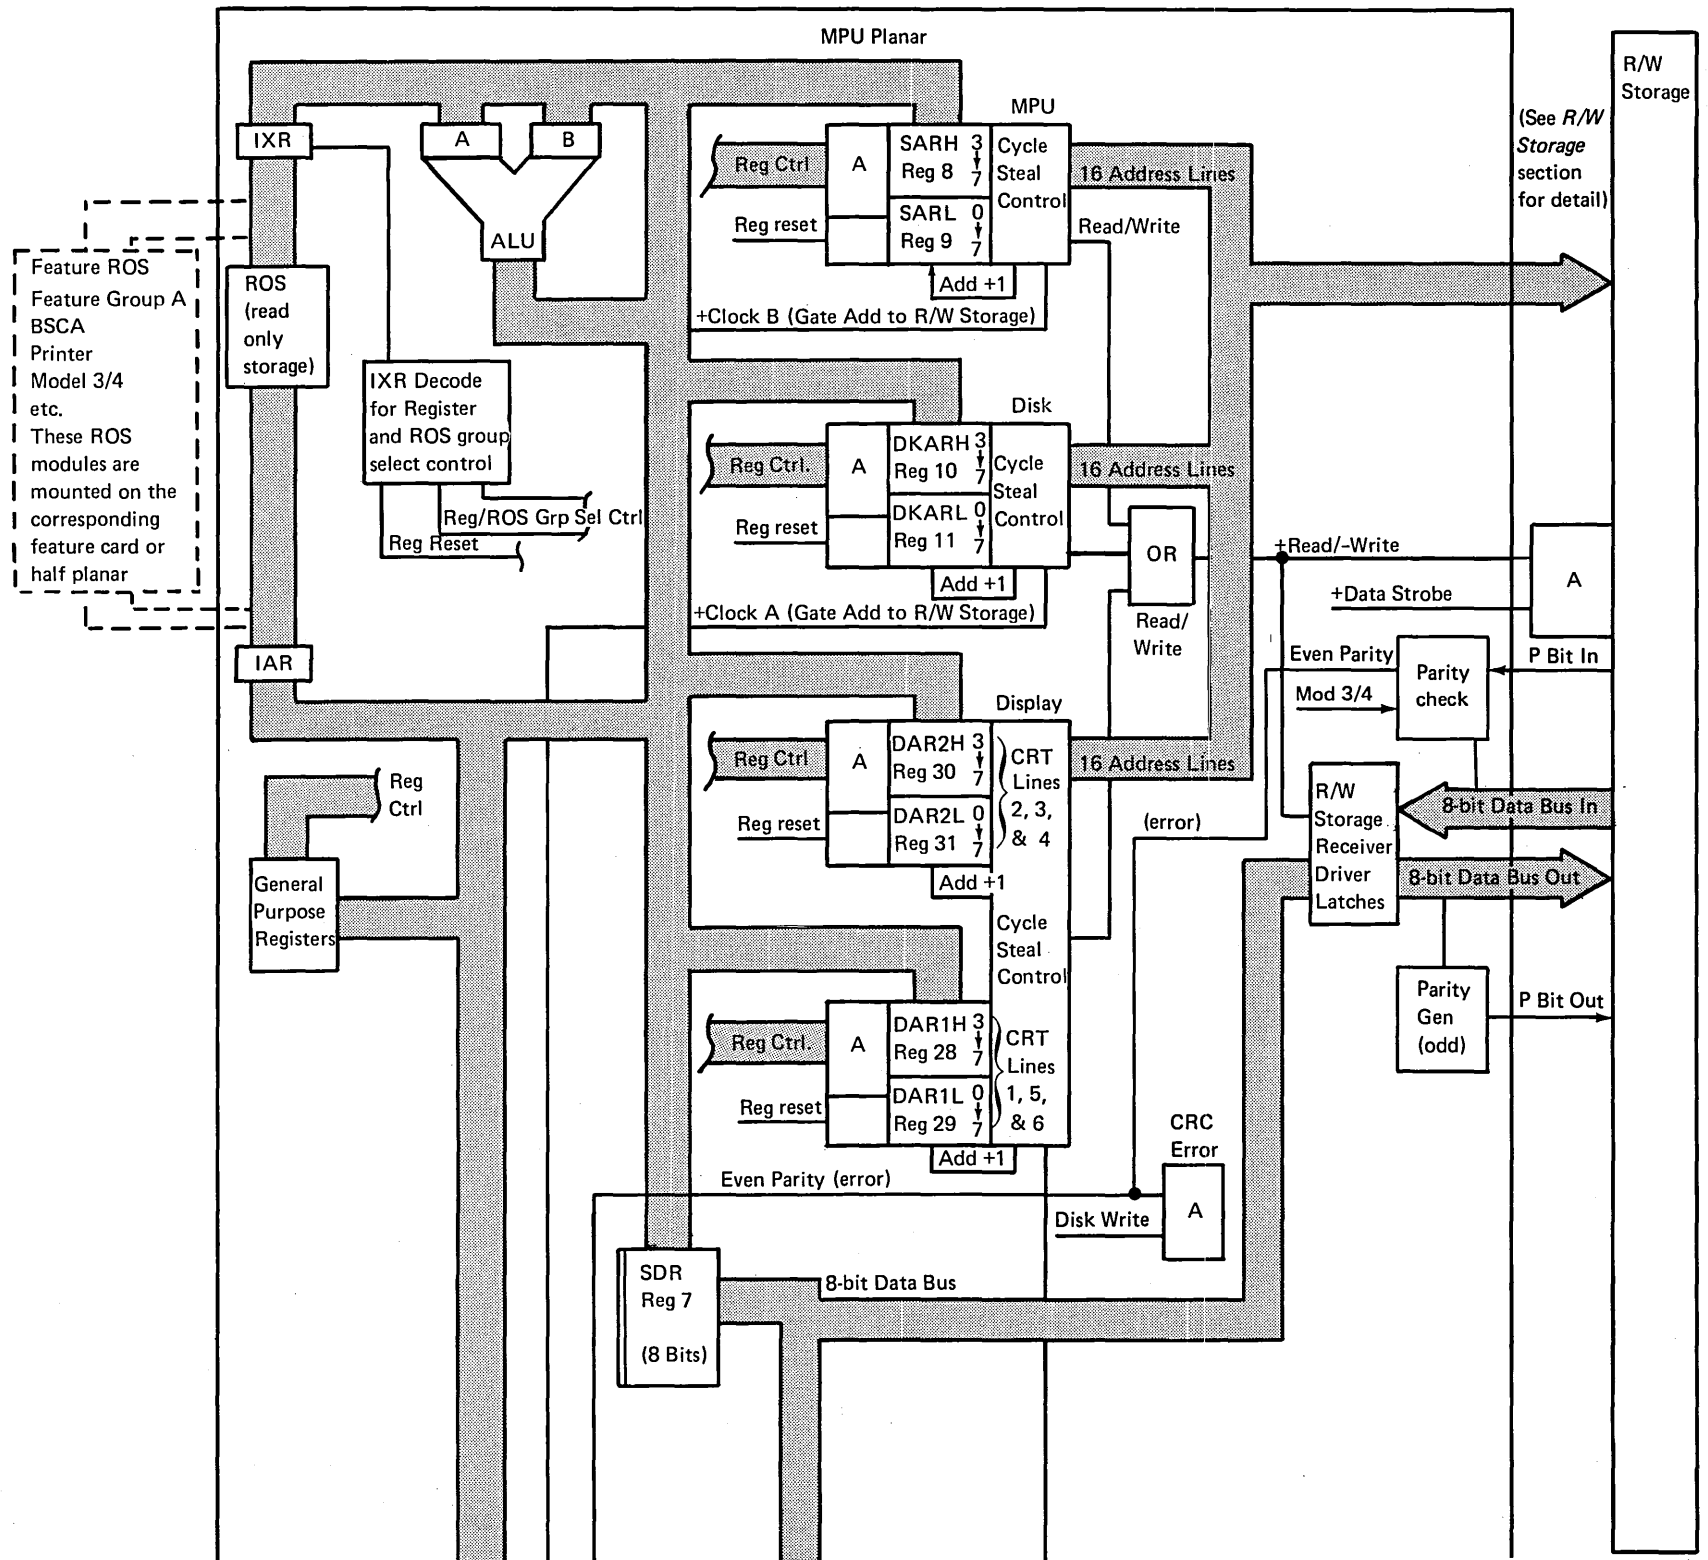 MPU Planar
R/W
Storage
(See R/W
Storage
section
for detail)
IXR
A
B
ALU
Feature ROS
Feature Group A
BSCA
Printer
Model 3/4
etc.
These ROS
modules are
mounted on the
corresponding
feature card or
half planar
ROS
(read
only
storage)
IXR Decode
for Register
and ROS group
select control
Reg/ROS Grp Sel Ctrl
Reg Reset
IAR
Reg
Ctrl
General
Purpose
Registers
MPU
Reg Ctrl
A
SARH 3
Reg 8 7
SARL 0
Reg 9 7
Cycle
Steal
Control
16 Address Lines
Reg reset
Read/Write
Add +1
+Clock B (Gate Add to R/W Storage)
Disk
Reg Ctrl.
A
DKARH 3
Reg 10 7
DKARL 0
Reg 11 7
Cycle
Steal
Control
16 Address Lines
Reg reset
Add +1
+Clock A (Gate Add to R/W Storage)
OR
Read/
Write
+Read/–Write
+Data Strobe
A
Even Parity
Mod 3/4
Parity
check
P Bit In
Display
Reg Ctrl
A
DAR2H 3
Reg 30 7
DAR2L 0
Reg 31 7
CRT
Lines
2, 3,
& 4
16 Address Lines
Reg reset
Add +1
(error)
R/W
Storage
Receiver
Driver
Latches
8-bit Data Bus In
8-bit Data Bus Out
Cycle
Steal
Control
Parity
Gen
(odd)
P Bit Out
Reg Ctrl.
A
DAR1H 3
Reg 28 7
DAR1L 0
Reg 29 7
CRT
Lines
1, 5,
& 6
Reg reset
Add +1
CRC
Error
A
Even Parity (error)
Disk Write
SDR
Reg 7
(8 Bits)
8-bit Data Bus